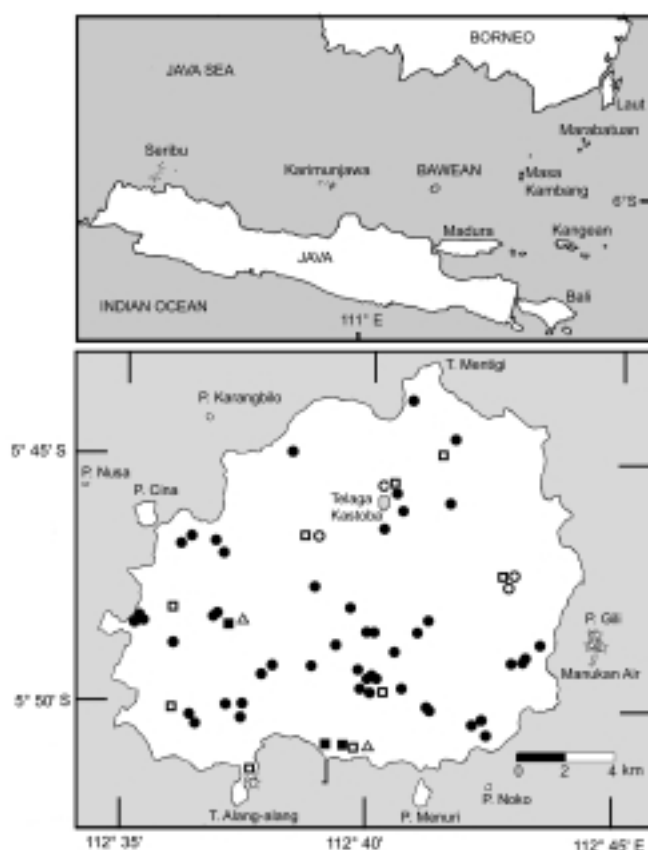 BORNEO
JAVA SEA
Laut
Marabatuan
Seribu
Karimunjawa
BAWEAN
Masa
Kambang
6°S
Madura
Kangean
JAVA
INDIAN OCEAN
Bali
111° E
T. Mentigi
P. Karangbilo
5° 45' S
P. Nusa
P. Cina
Telaga
Kastoba
P. Gili
Manukan Air
5° 50' S
0 2 4 km
P. Noko
T. Alang-alang
P. Menuri
112° 35' 112° 40' 112° 45' E